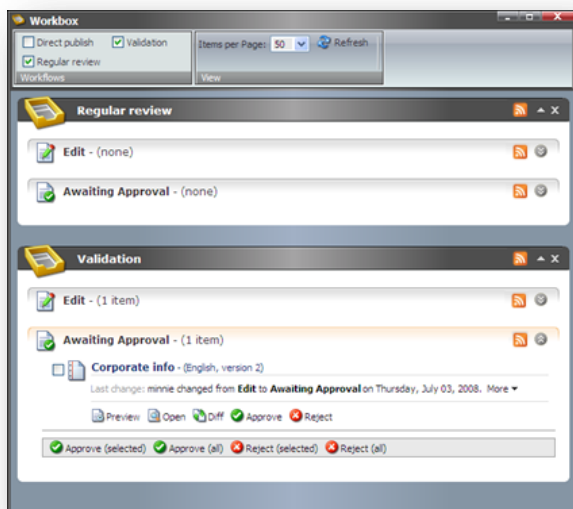 Workbox
Direct publish Validation
Regular review
Workflows
Items per Page: 50 Refresh
View
Regular review
Edit - (none)
Awaiting Approval - (none)
Validation
Edit - (1 item)
Awaiting Approval - (1 item)
Corporate info - (English, version 2)
Last change: minnie changed from Edit to Awaiting Approval on Thursday, July 03, 2008. More
Preview Open Diff Approve Reject
Approve (selected) Approve (all) Reject (selected) Reject (all)